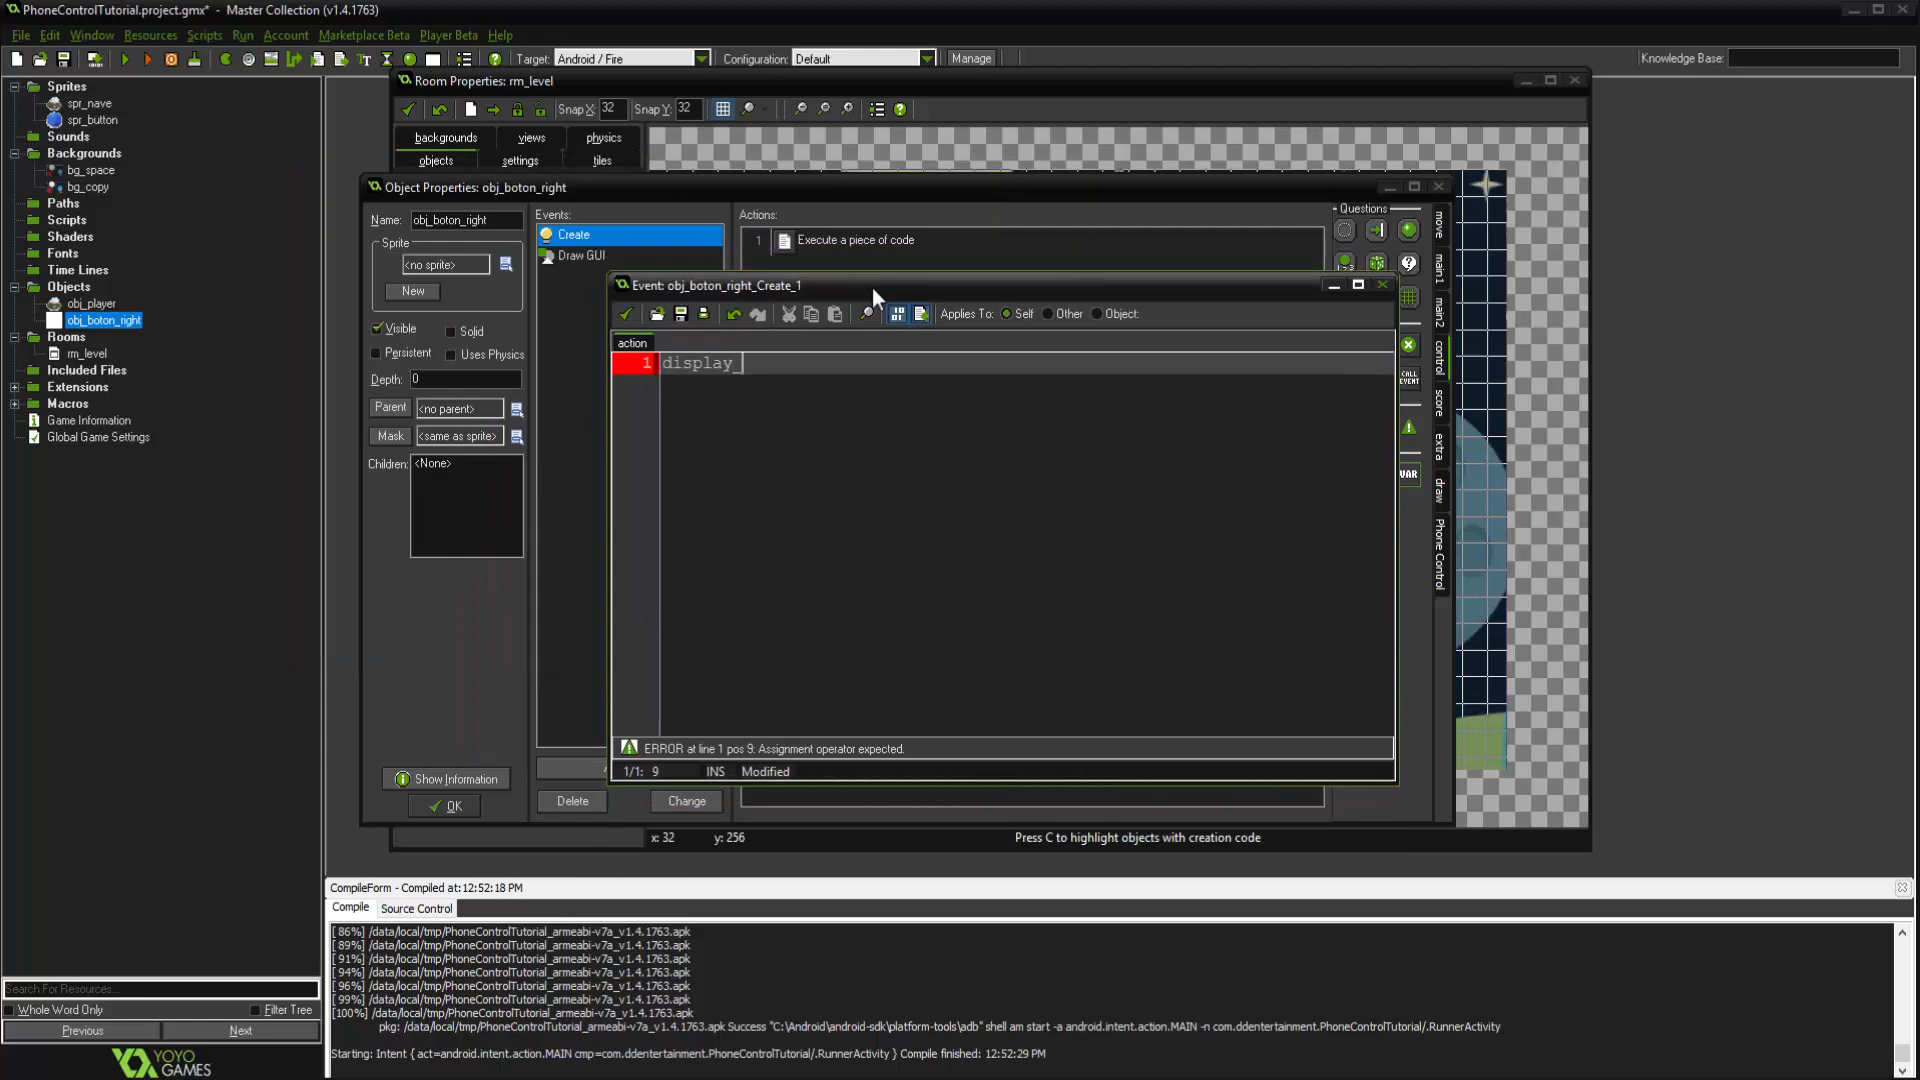 PhoneControlTutorial.project.gmx* - Master Collection (v1.4.1763)
File Edit Window Resources Scripts Run Account Marketplace Beta Player Beta Help
Target: Android / Fire Configuration: Default Manage Knowledge Base:
Sprites
spr_nave
spr_button
Sounds
Backgrounds
bg_space
bg_copy
Paths
Scripts
Shaders
Fonts
Time Lines
Objects
obj_player
obj_boton_right
Rooms
rm_level
Included Files
Extensions
Macros
Game Information
Global Game Settings
Search For Resources...
Whole Word Only Filter Tree
Previous Next
YOYO
GAMES
Room Properties: rm_level
Snap X: 32 Snap Y: 32
backgrounds views physics
objects settings tiles
Object Properties: obj_boton_right
Name: obj_boton_right
Sprite
<no sprite>
New
Visible Solid
Persistent Uses Physics
Depth: 0
Parent <no parent>
Mask <same as sprite>
Children: <None>
Show Information
OK
Events:
Create
Draw GUI
Delete Change
Actions:
1 Execute a piece of code
Questions
CALL
EVENT
VAR
move
main1
main2
control
score
extra
draw
Phone Control
Event: obj_boton_right_Create_1
Applies To: Self Other Object:
action
1 display_
ERROR at line 1 pos 9: Assignment operator expected.
1/1: 9 INS Modified
x: 32 y: 256 Press C to highlight objects with creation code
CompileForm - Compiled at:12:52:18 PM
Compile Source Control
[ 86%] /data/local/tmp/PhoneControlTutorial_armeabi-v7a_v1.4.1763.apk
[ 89%] /data/local/tmp/PhoneControlTutorial_armeabi-v7a_v1.4.1763.apk
[ 91%] /data/local/tmp/PhoneControlTutorial_armeabi-v7a_v1.4.1763.apk
[ 94%] /data/local/tmp/PhoneControlTutorial_armeabi-v7a_v1.4.1763.apk
[ 96%] /data/local/tmp/PhoneControlTutorial_armeabi-v7a_v1.4.1763.apk
[ 99%] /data/local/tmp/PhoneControlTutorial_armeabi-v7a_v1.4.1763.apk
[100%] /data/local/tmp/PhoneControlTutorial_armeabi-v7a_v1.4.1763.apk
pkg: /data/local/tmp/PhoneControlTutorial_armeabi-v7a_v1.4.1763.apk Success "C:\Android\android-sdk\platform-tools\adb" shell am start -a android.intent.action.MAIN -n com.ddentertainment.PhoneControlTutorial/.RunnerActivity
Starting: Intent { act=android.intent.action.MAIN cmp=com.ddentertainment.PhoneControlTutorial/.RunnerActivity } Compile finished: 12:52:29 PM